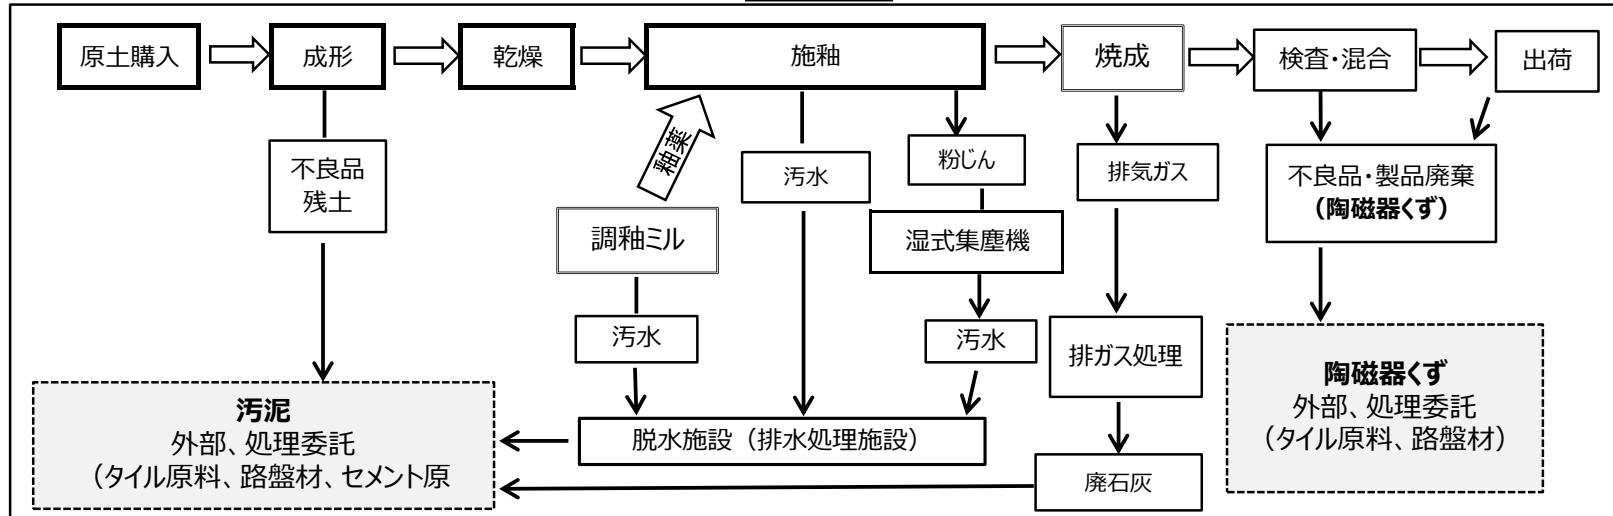 原土購入
成形
乾燥
施釉
焼成
検査・混合
出荷
釉薬
不良品
残土
汚水
粉じん
排気ガス
不良品・製品廃棄
（陶磁器くず）
調釉ミル
湿式集塵機
汚水
汚水
排ガス処理
陶磁器くず
外部、処理委託
（タイル原料、路盤材）
汚泥
外部、処理委託
（タイル原料、路盤材、セメント原
脱水施設（排水処理施設）
廃石灰